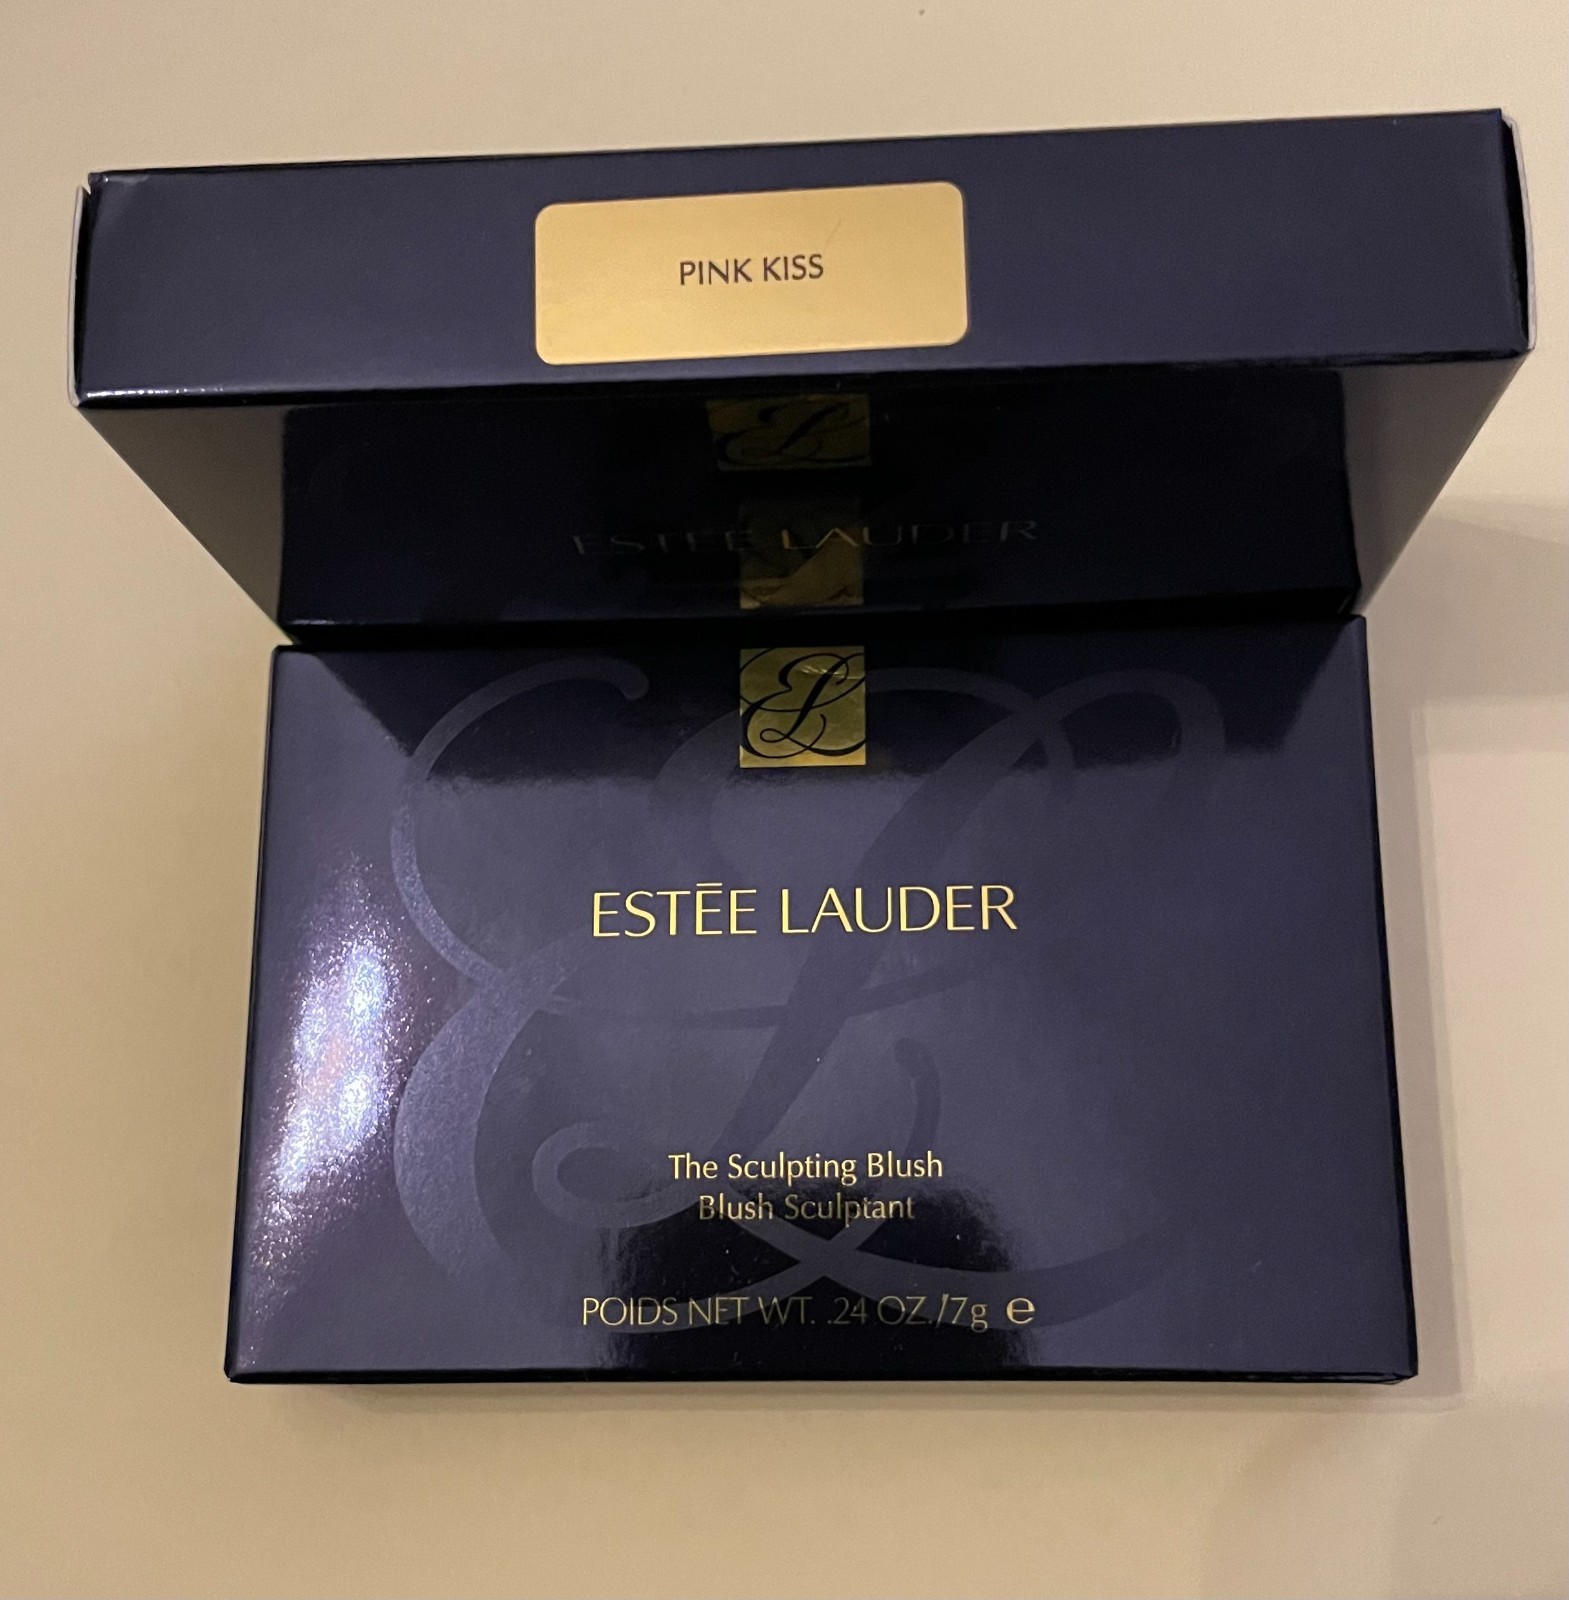 PINK KISS
ESTĒE LAUDER
ESTĒE LAUDER
The Sculpting Blush
Blush Sculptant
POIDS NET WT. .24 OZ./7g ℮